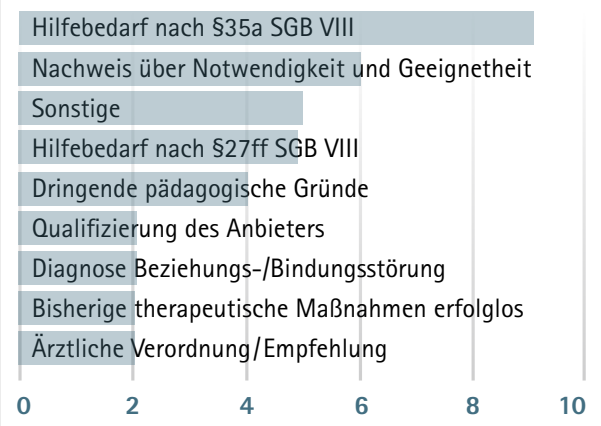 Hilfebedarf nach §35a SGB VIII
Nachweis über Notwendigkeit und Geeignetheit
Sonstige
Hilfebedarf nach §27ff SGB VIII
Dringende pädagogische Gründe
Qualifizierung des Anbieters
Diagnose Beziehungs-/Bindungsstörung
Bisherige therapeutische Maßnahmen erfolglos
Ärztliche Verordnung/Empfehlung
0 2 4 6 8 10